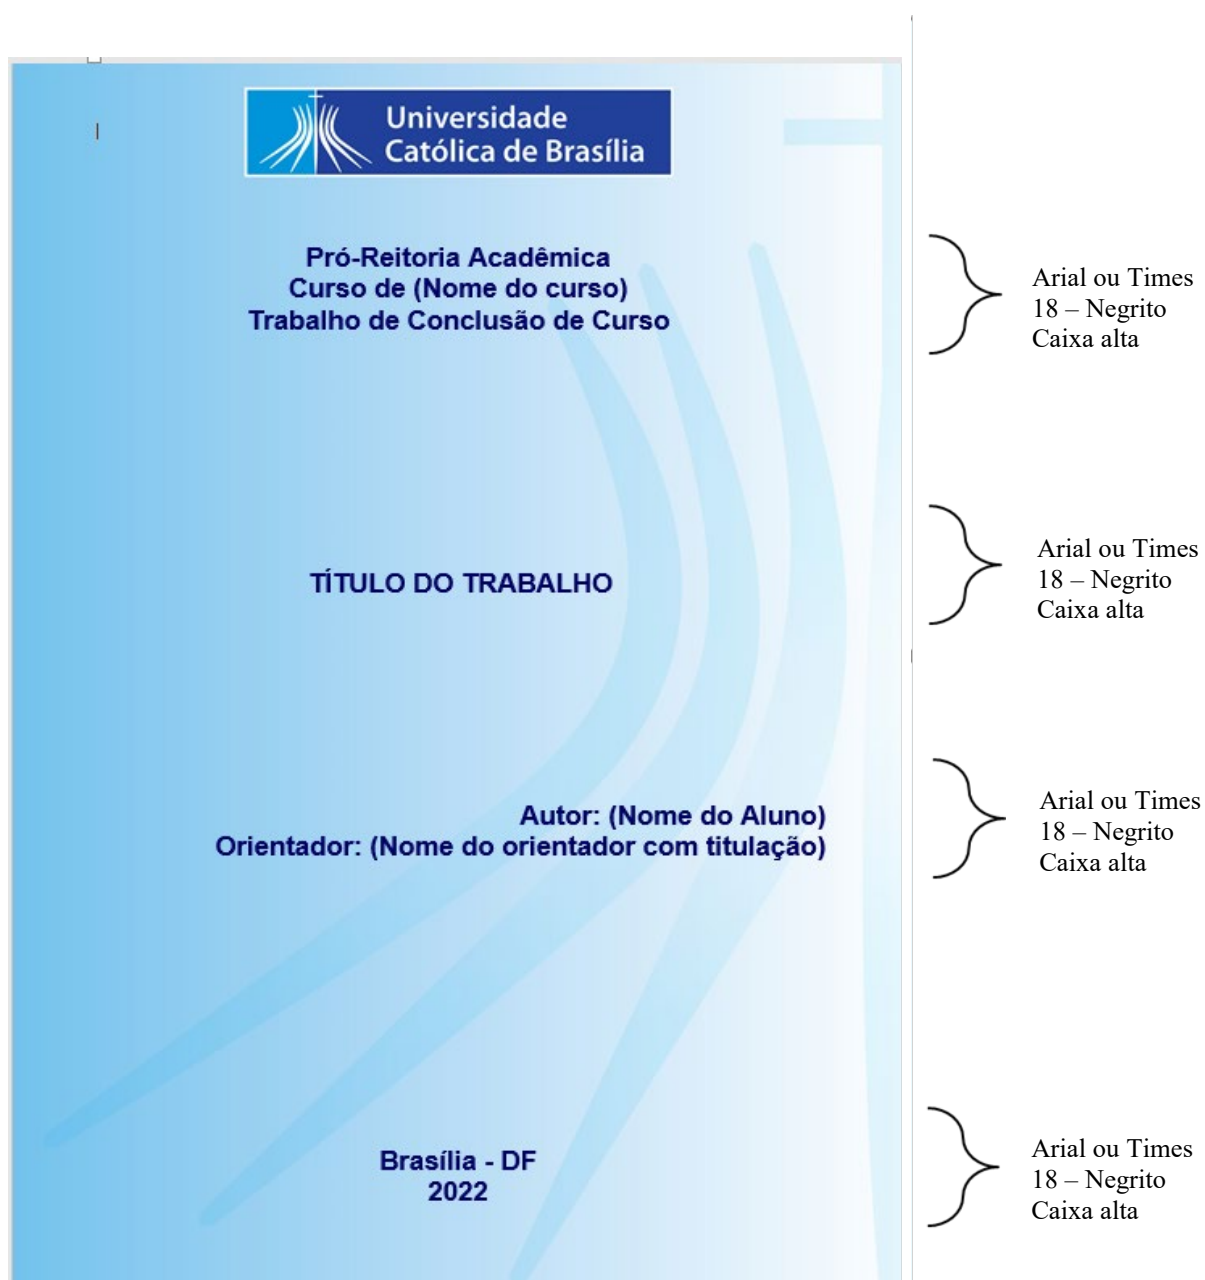 Universidade
Católica de Brasília
Pró-Reitoria Acadêmica
Curso de (Nome do curso)
Trabalho de Conclusão de Curso
Arial ou Times
18 – Negrito
Caixa alta
TÍTULO DO TRABALHO
Arial ou Times
18 – Negrito
Caixa alta
Autor: (Nome do Aluno)
Orientador: (Nome do orientador com titulação)
Arial ou Times
18 – Negrito
Caixa alta
Brasília - DF
2022
Arial ou Times
18 – Negrito
Caixa alta